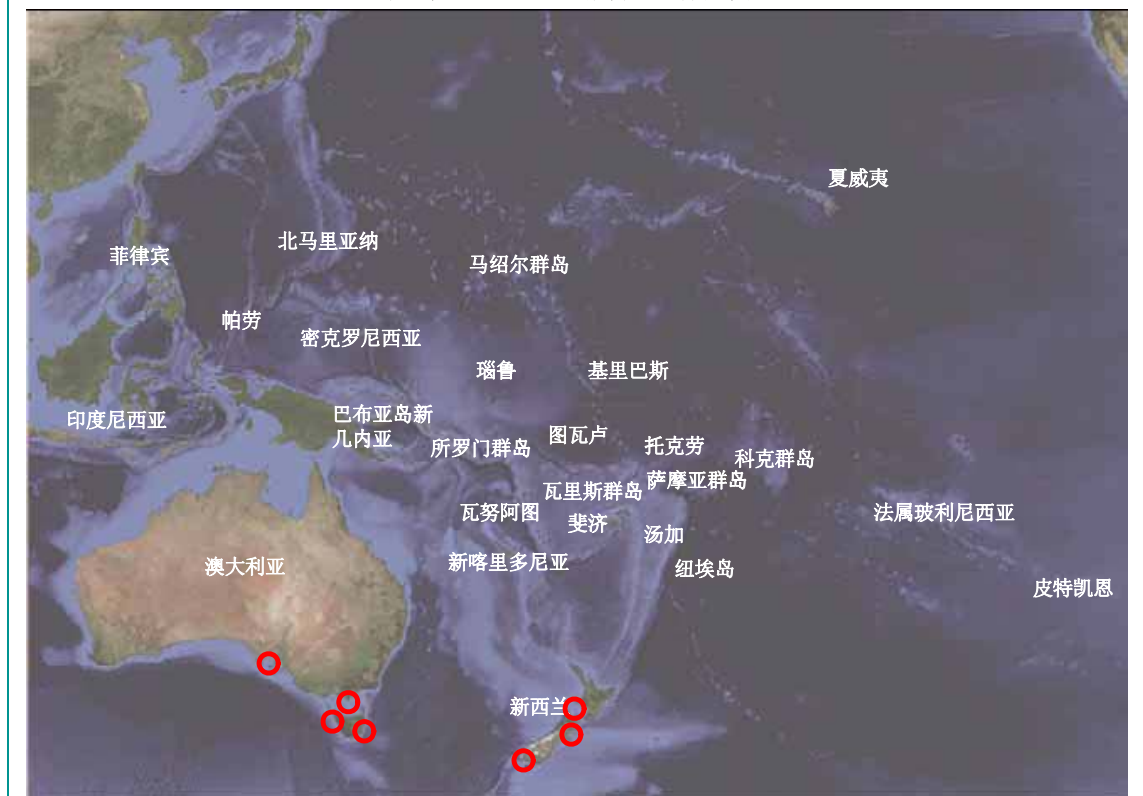 夏威夷
北马里亚纳
菲律宾
马绍尔群岛
帕劳
密克罗尼西亚
瑙鲁
基里巴斯
印度尼西亚
巴布亚岛新
几内亚
所罗门群岛
图瓦卢
托克劳
科克群岛
萨摩亚群岛
瓦里斯群岛
瓦努阿图
斐济
法属玻利尼西亚
汤加
新喀里多尼亚
澳大利亚
纽埃岛
皮特凯恩
新西兰